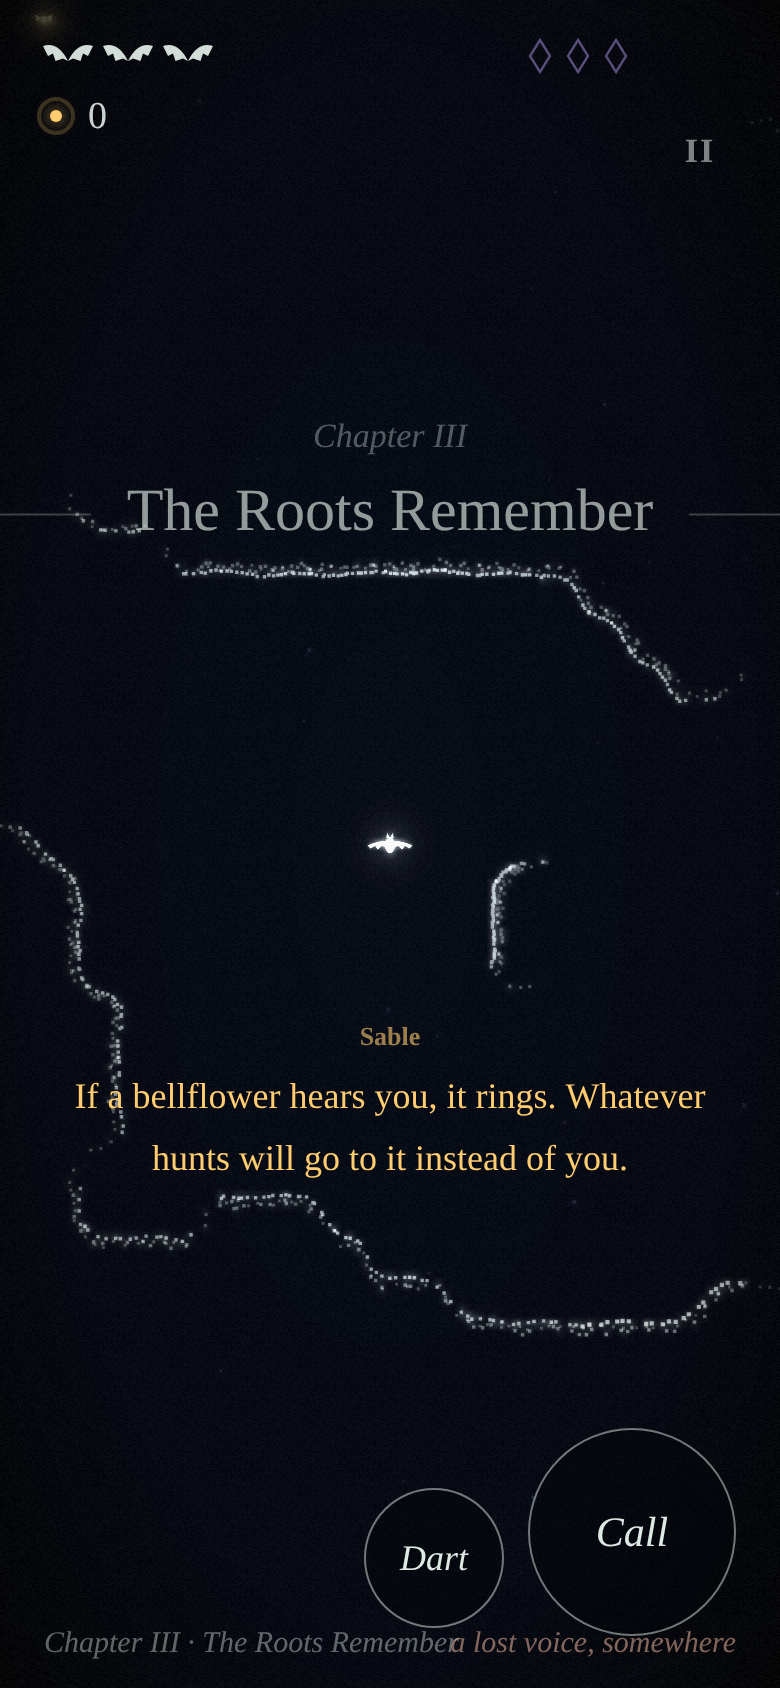 0
II
Chapter III
The Roots Remember
Sable
If a bellflower hears you, it rings. Whatever
hunts will go to it instead of you.
Call
Dart
Chapter III · The Roots Remember
a lost voice, somewhere